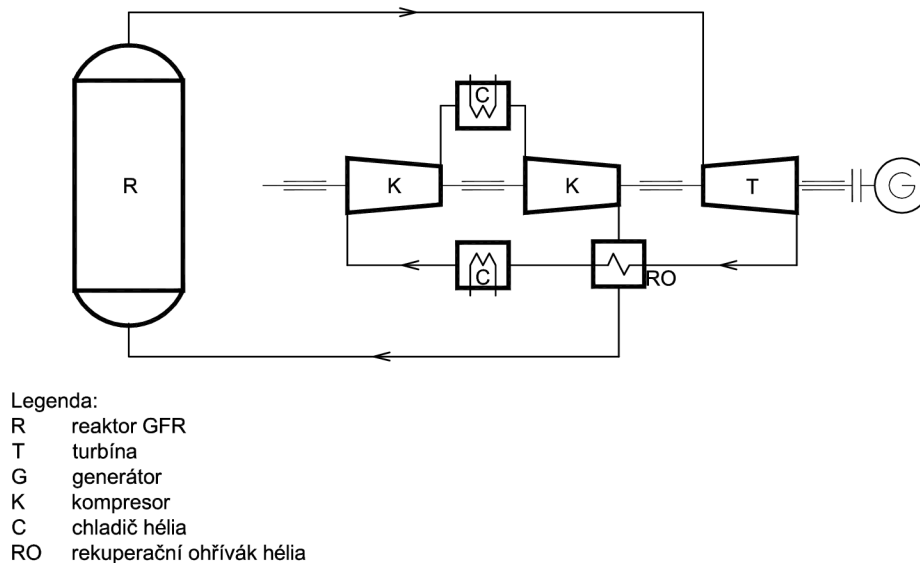 C
R
K
K
T
G
C
RO
Legenda:
R reaktor GFR
T turbína
G generátor
K kompresor
C chladič hélia
RO rekuperační ohřívák hélia